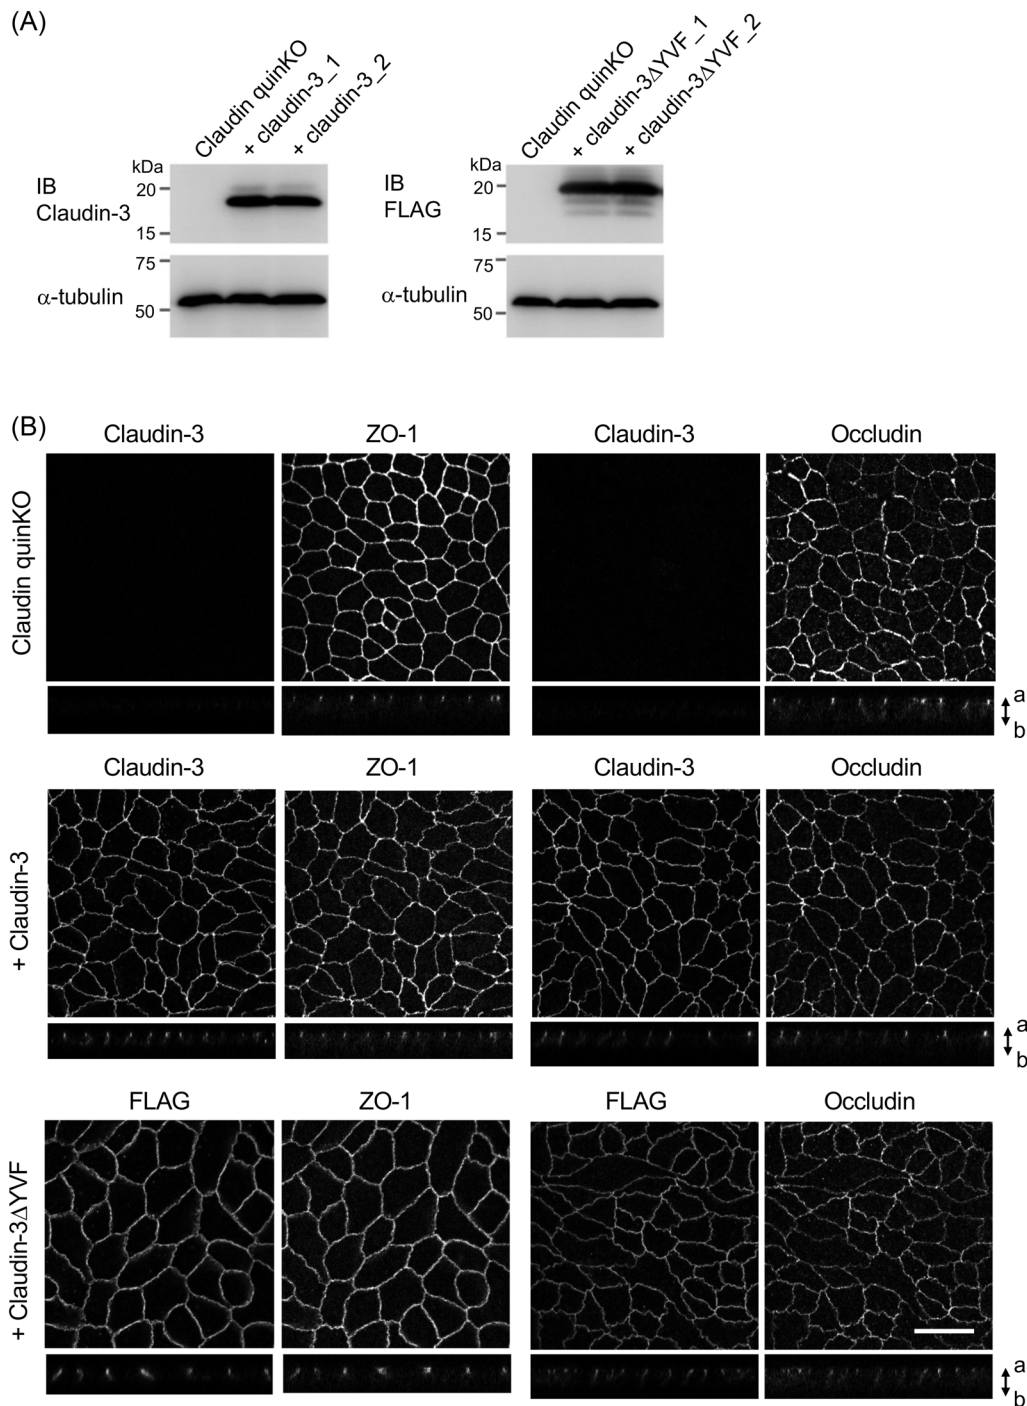 (A)
Claudin quinKO
+ claudin-3_1
+ claudin-3_2
Claudin quinKO
+ claudin-3ΔYVF_1
+ claudin-3ΔYVF_2
kDa
IB
Claudin-3
20
15
75
α-tubulin
50
kDa
IB
FLAG
20
15
75
α-tubulin
50
(B)
Claudin-3 ZO-1 Claudin-3 Occludin
Claudin quinKO
a
b
Claudin-3 ZO-1 Claudin-3 Occludin
+ Claudin-3
a
b
FLAG ZO-1 FLAG Occludin
+ Claudin-3ΔYVF
a
b